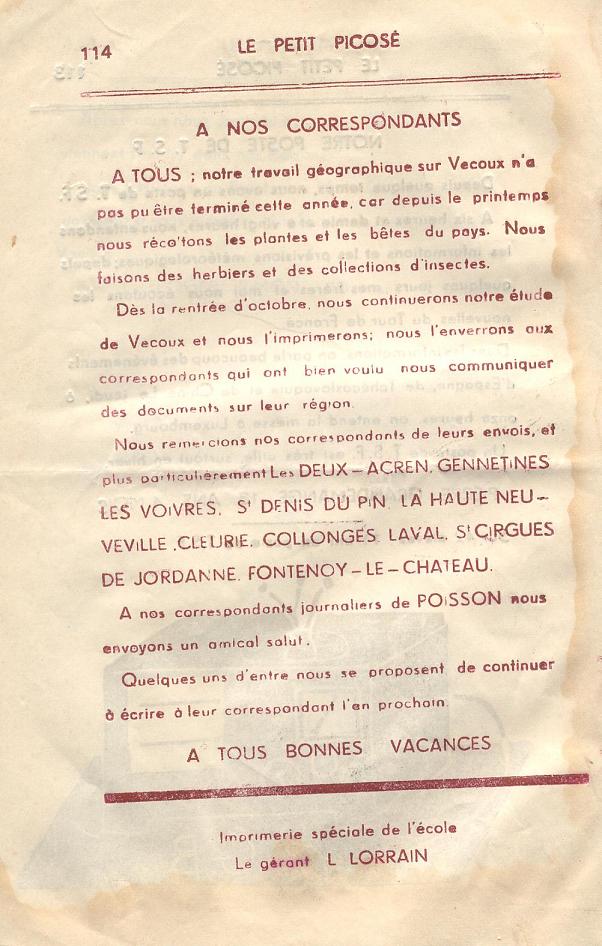 114
LE PETIT PICOSÉ
A NOS CORRESPONDANTS
A TOUS ; notre travail géographique sur Vecoux n'a
pas pu être terminé cette année, car depuis le printemps
nous réco'tons les plantes et les bêtes du pays. Nous
faisons des herbiers et des collections d'insectes.
Dès la rentrée d'octobre, nous continuerons notre étude
de Vecoux et nous l'imprimerons; nous l'enverrons aux
correspondants qui ont bien voulu nous communiquer
des documents sur leur région.
Nous remercions nos correspondants de leurs envois, et
plus particulièrement Les DEUX – ACREN, GENNETINES
LES VOIVRES, St DENIS DU PIN, LA HAUTE NEU –
VEVILLE ,CLEURIE, COLLONGES, LAVAL, St CIRGUES
DE JORDANNE, FONTENOY – LE – CHATEAU.
A nos correspondants journaliers de POISSON nous
envoyons un amical salut.
Quelques uns d'entre nous se proposent de continuer
à écrire à leur correspondant l'an prochain.
A TOUS BONNES VACANCES
Imprimerie spéciale de l'école
Le gérant L LORRAIN